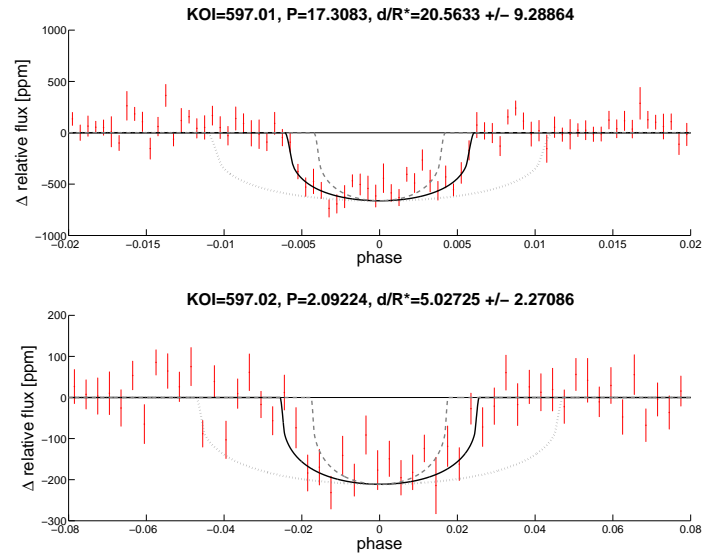 KOI=597.01, P=17.3083, d/R*=20.5633 +/− 9.28864
1000
500
0
−500
−1000
Δ relative flux [ppm]
−0.02 −0.015 −0.01 −0.005 0 0.005 0.01 0.015 0.02
phase
KOI=597.02, P=2.09224, d/R*=5.02725 +/− 2.27086
200
100
0
−100
−200
−300
Δ relative flux [ppm]
−0.08 −0.06 −0.04 −0.02 0 0.02 0.04 0.06 0.08
phase